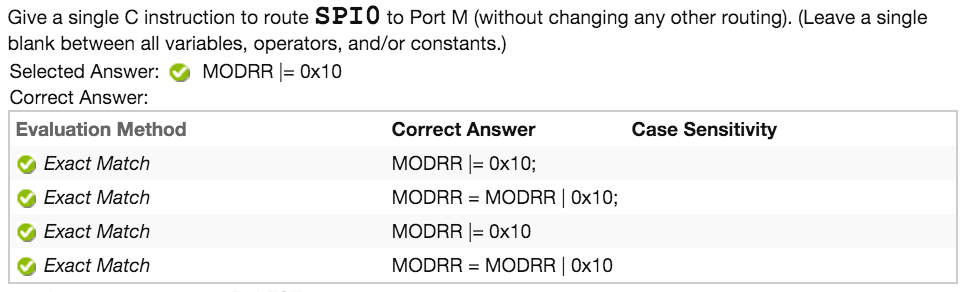 Give a single C instruction to route SPI0 to Port M (without changing any other routing). (Leave a single
blank between all variables, operators, and/or constants.)
Selected Answer: MODRR |= 0x10
Correct Answer:
Evaluation Method Correct Answer Case Sensitivity
Exact Match MODRR |= 0x10;
Exact Match MODRR = MODRR | 0x10;
Exact Match MODRR |= 0x10
Exact Match MODRR = MODRR | 0x10